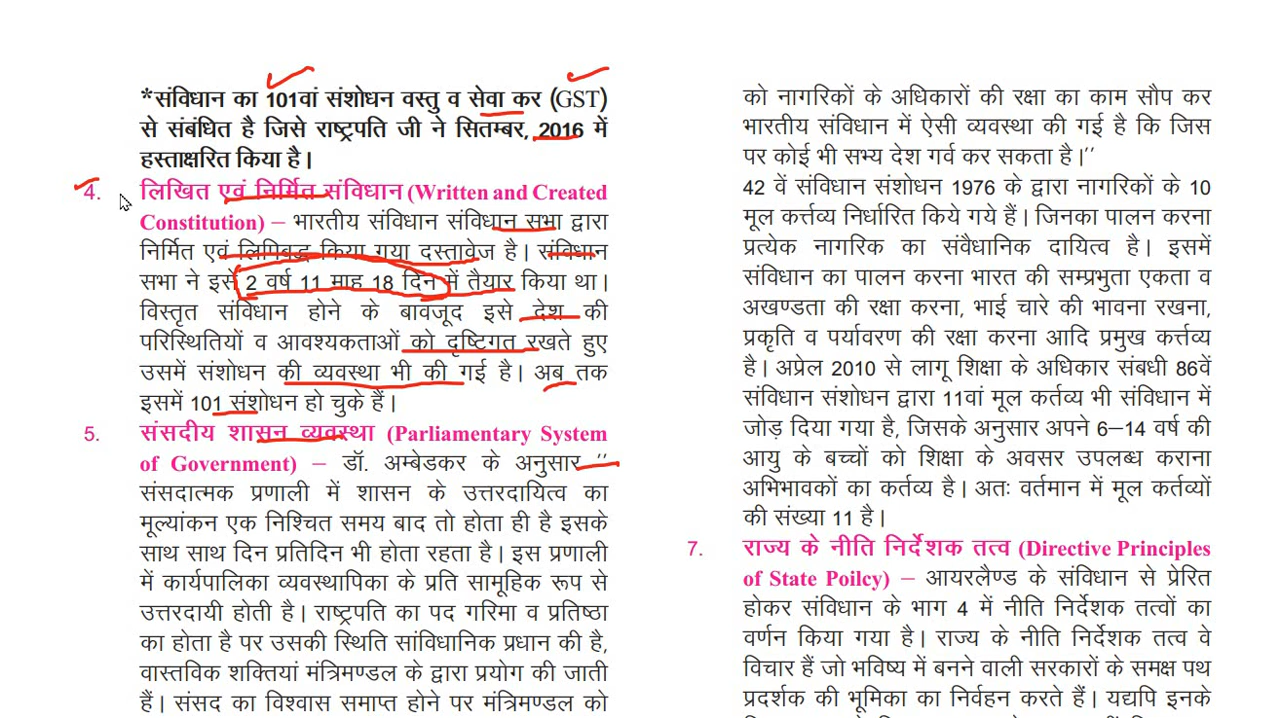 *संविधान का 101वां संशोधन वस्तु व सेवा कर (GST)
से संबंधित है जिसे राष्ट्रपति जी ने सितम्बर, 2016 में
हस्ताक्षरित किया है।
4. लिखित एवं निर्मित संविधान (Written and Created
Constitution) – भारतीय संविधान संविधान सभा द्वारा
निर्मित एवं लिपिबद्ध किया गया दस्तावेज है। संविधान
सभा ने इसे 2 वर्ष 11 माह 18 दिन में तैयार किया था।
विस्तृत संविधान होने के बावजूद इसे देश की
परिस्थितियों व आवश्यकताओं को दृष्टिगत रखते हुए
उसमें संशोधन की व्यवस्था भी की गई है। अब तक
इसमें 101 संशोधन हो चुके हैं।
5. संसदीय शासन व्यवस्था (Parliamentary System
of Government) – डॉ. अम्बेडकर के अनुसार ''
संसदात्मक प्रणाली में शासन के उत्तरदायित्व का
मूल्यांकन एक निश्चित समय बाद तो होता ही है इसके
साथ साथ दिन प्रतिदिन भी होता रहता है। इस प्रणाली
में कार्यपालिका व्यवस्थापिका के प्रति सामूहिक रूप से
उत्तरदायी होती है। राष्ट्रपति का पद गरिमा व प्रतिष्ठा
का होता है पर उसकी स्थिति सांविधानिक प्रधान की है,
वास्तविक शक्तियां मंत्रिमण्डल के द्वारा प्रयोग की जाती
हैं। संसद का विश्वास समाप्त होने पर मंत्रिमण्डल को
को नागरिकों के अधिकारों की रक्षा का काम सौप कर
भारतीय संविधान में ऐसी व्यवस्था की गई है कि जिस
पर कोई भी सभ्य देश गर्व कर सकता है।''
42 वें संविधान संशोधन 1976 के द्वारा नागरिकों के 10
मूल कर्त्तव्य निर्धारित किये गये हैं। जिनका पालन करना
प्रत्येक नागरिक का संवैधानिक दायित्व है। इसमें
संविधान का पालन करना भारत की सम्प्रभुता एकता व
अखण्डता की रक्षा करना, भाई चारे की भावना रखना,
प्रकृति व पर्यावरण की रक्षा करना आदि प्रमुख कर्त्तव्य
है। अप्रेल 2010 से लागू शिक्षा के अधिकार संबधी 86वें
संविधान संशोधन द्वारा 11वां मूल कर्तव्य भी संविधान में
जोड़ दिया गया है, जिसके अनुसार अपने 6–14 वर्ष की
आयु के बच्चों को शिक्षा के अवसर उपलब्ध कराना
अभिभावकों का कर्तव्य है। अतः वर्तमान में मूल कर्तव्यों
की संख्या 11 है।
7. राज्य के नीति निर्देशक तत्व (Directive Principles
of State Poilcy) – आयरलैण्ड के संविधान से प्रेरित
होकर संविधान के भाग 4 में नीति निर्देशक तत्वों का
वर्णन किया गया है। राज्य के नीति निर्देशक तत्व वे
विचार हैं जो भविष्य में बनने वाली सरकारों के समक्ष पथ
प्रदर्शक की भूमिका का निर्वहन करते हैं। यद्यपि इनके